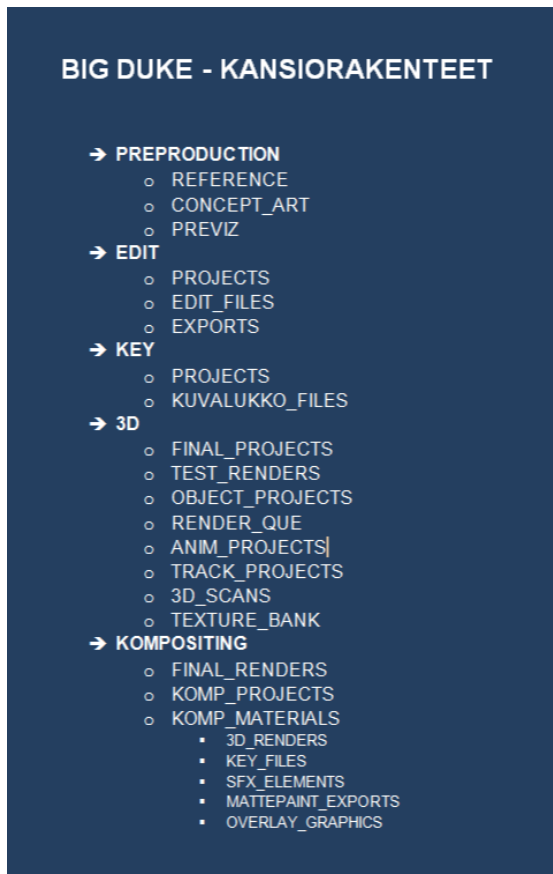 BIG DUKE - KANSIORAKENTEET
➔ PREPRODUCTION
o REFERENCE
o CONCEPT_ART
o PREVIZ
➔ EDIT
o PROJECTS
o EDIT_FILES
o EXPORTS
➔ KEY
o PROJECTS
o KUVALUKKO_FILES
➔ 3D
o FINAL_PROJECTS
o TEST_RENDERS
o OBJECT_PROJECTS
o RENDER_QUE
o ANIM_PROJECTS
o TRACK_PROJECTS
o 3D_SCANS
o TEXTURE_BANK
➔ KOMPOSITING
o FINAL_RENDERS
o KOMP_PROJECTS
o KOMP_MATERIALS
▪ 3D_RENDERS
▪ KEY_FILES
▪ SFX_ELEMENTS
▪ MATTEPAINT_EXPORTS
▪ OVERLAY_GRAPHICS